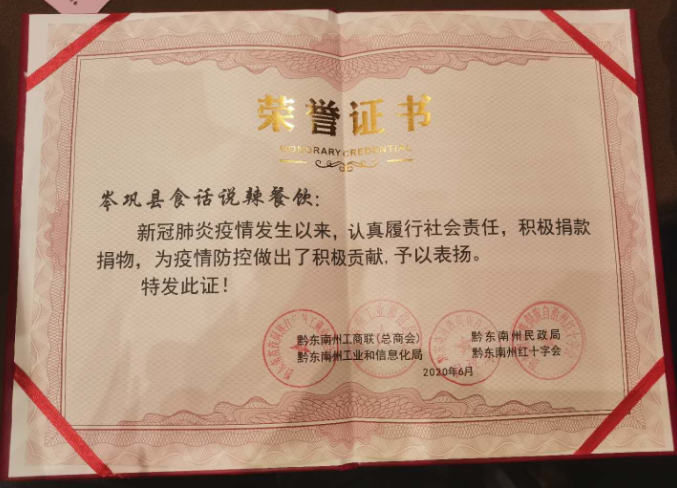 荣誉证书
HONORARY CREDENTIAL
岑巩县食话说辣餐饮：
新冠肺炎疫情发生以来，认真履行社会责任，积极捐款
捐物，为疫情防控做出了积极贡献，予以表扬。
特发此证！
黔东南州工商联(总商会) 黔东南州民政局
黔东南州工业和信息化局 黔东南州红十字会
2020年6月